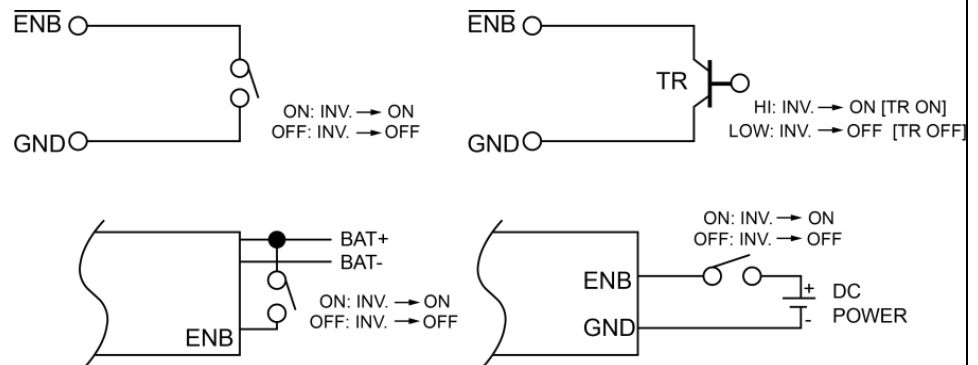 ENB
GND
ON: INV. → ON
OFF: INV. → OFF
ENB
TR
GND
HI: INV. → ON [TR ON]
LOW: INV. → OFF [TR OFF]
BAT+
BAT-
ENB
ON: INV. → ON
OFF: INV. → OFF
ON: INV. → ON
OFF: INV. → OFF
ENB
GND
+
-
DC
POWER